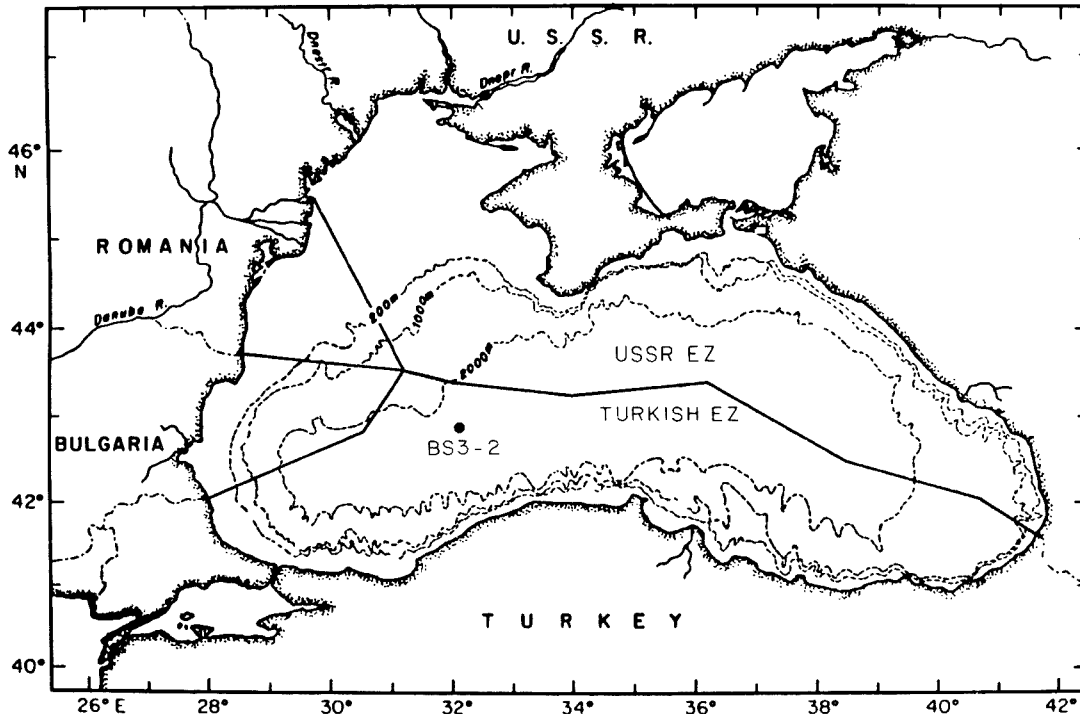 U. S. S. R.
Dnestr R.
Dnepr R.
46°
N
ROMANIA
Danube R.
44°
200m
1000m
2000m
USSR EZ
TURKISH EZ
BULGARIA
BS3-2
42°
TURKEY
40°
26° E 28° 30° 32° 34° 36° 38° 40° 42°